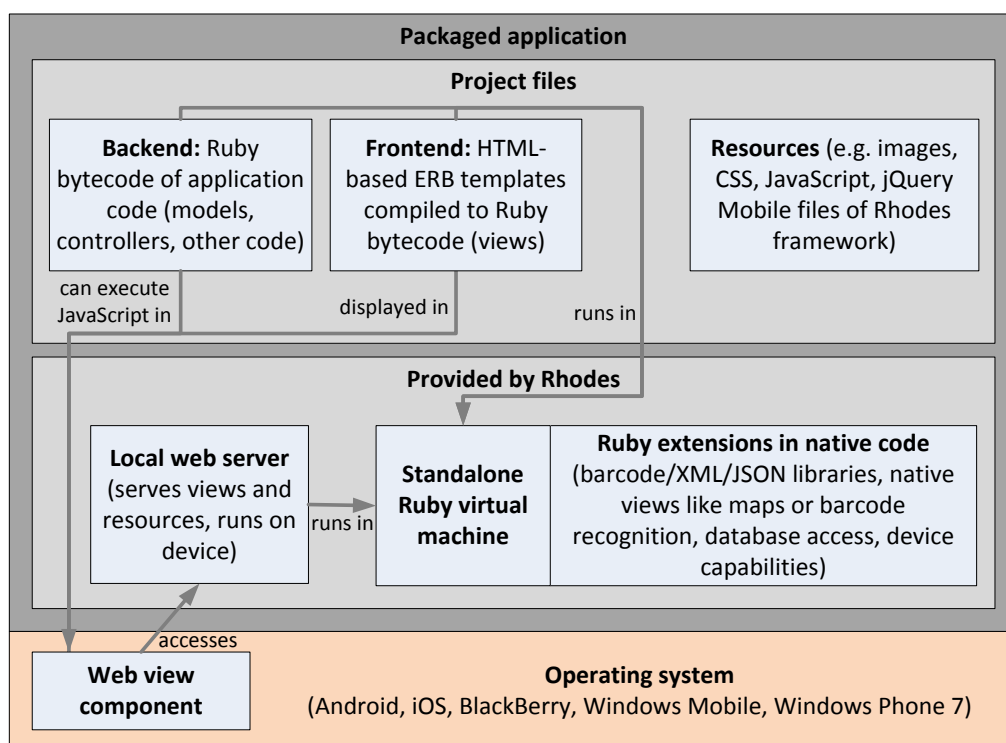 Packaged application
Project files
Backend: Ruby
bytecode of application
code (models,
controllers, other code)
Frontend: HTML-
based ERB templates
compiled to Ruby
bytecode (views)
Resources (e.g. images,
CSS, JavaScript, jQuery
Mobile files of Rhodes
framework)
can execute
JavaScript in
displayed in
runs in
Provided by Rhodes
Local web server
(serves views and
resources, runs on
device)
runs in
Standalone
Ruby virtual
machine
Ruby extensions in native code
(barcode/XML/JSON libraries, native
views like maps or barcode
recognition, database access, device
capabilities)
accesses
Web view
component
Operating system
(Android, iOS, BlackBerry, Windows Mobile, Windows Phone 7)